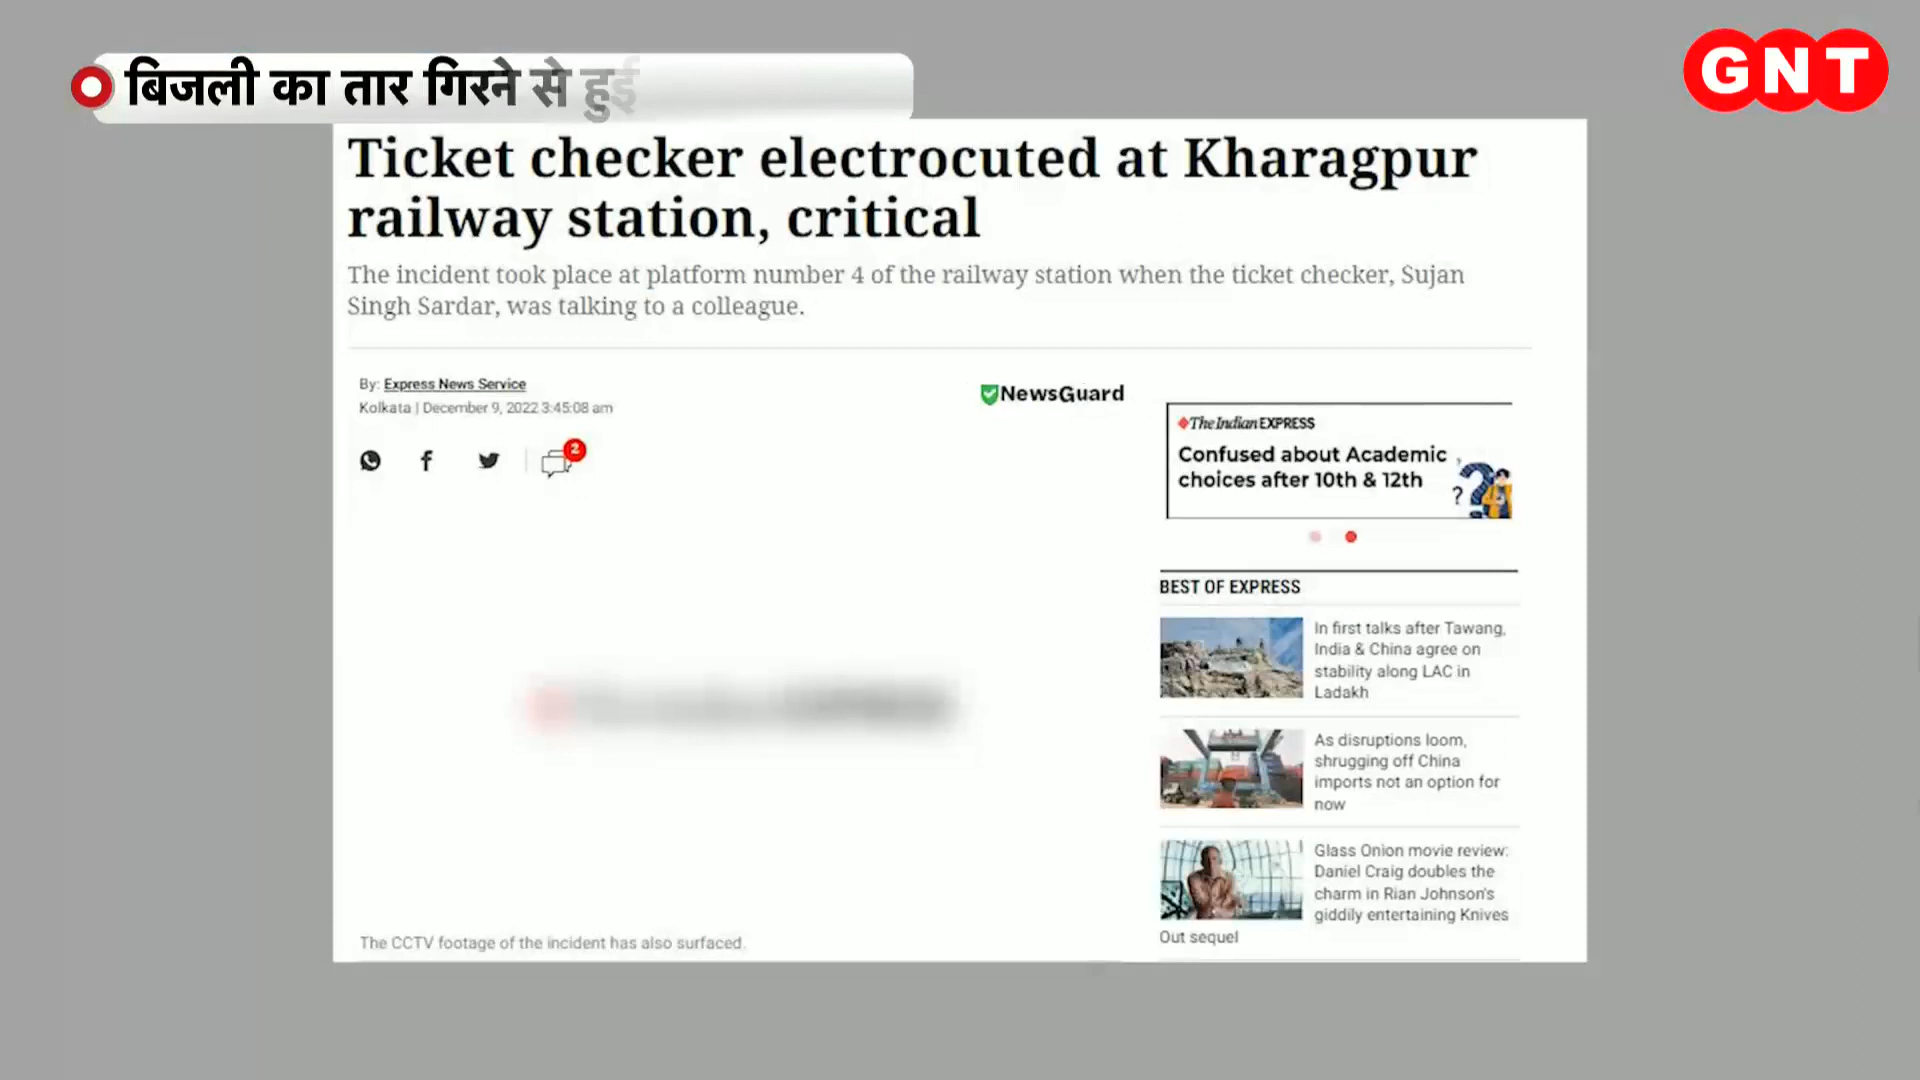 बिजली का तार गिरने से हुई
GNT
Ticket checker electrocuted at Kharagpur
railway station, critical
The incident took place at platform number 4 of the railway station when the ticket checker, Sujan
Singh Sardar, was talking to a colleague.
By: Express News Service
Kolkata | December 9, 2022 3:45:08 am
2
NewsGuard
The Indian EXPRESS
Confused about Academic
choices after 10th & 12th
BEST OF EXPRESS
In first talks after Tawang,
India & China agree on
stability along LAC in
Ladakh
As disruptions loom,
shrugging off China
imports not an option for
now
Glass Onion movie review:
Daniel Craig doubles the
charm in Rian Johnson's
giddily entertaining Knives
Out sequel
The CCTV footage of the incident has also surfaced.